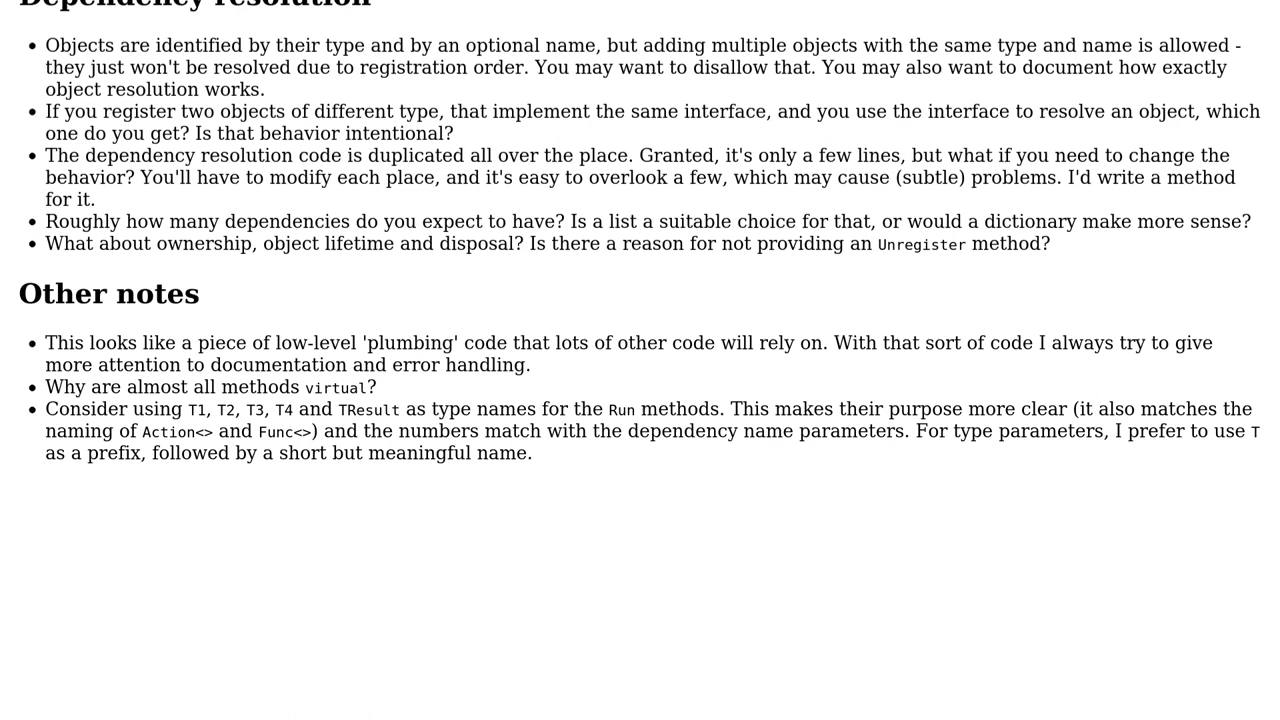 Dependency resolution
• Objects are identified by their type and by an optional name, but adding multiple objects with the same type and name is allowed -
they just won't be resolved due to registration order. You may want to disallow that. You may also want to document how exactly
object resolution works.
• If you register two objects of different type, that implement the same interface, and you use the interface to resolve an object, which
one do you get? Is that behavior intentional?
• The dependency resolution code is duplicated all over the place. Granted, it's only a few lines, but what if you need to change the
behavior? You'll have to modify each place, and it's easy to overlook a few, which may cause (subtle) problems. I'd write a method
for it.
• Roughly how many dependencies do you expect to have? Is a list a suitable choice for that, or would a dictionary make more sense?
• What about ownership, object lifetime and disposal? Is there a reason for not providing an Unregister method?
Other notes
• This looks like a piece of low-level 'plumbing' code that lots of other code will rely on. With that sort of code I always try to give
more attention to documentation and error handling.
• Why are almost all methods virtual?
• Consider using T1, T2, T3, T4 and TResult as type names for the Run methods. This makes their purpose more clear (it also matches the
naming of Action<> and Func<>) and the numbers match with the dependency name parameters. For type parameters, I prefer to use T
as a prefix, followed by a short but meaningful name.